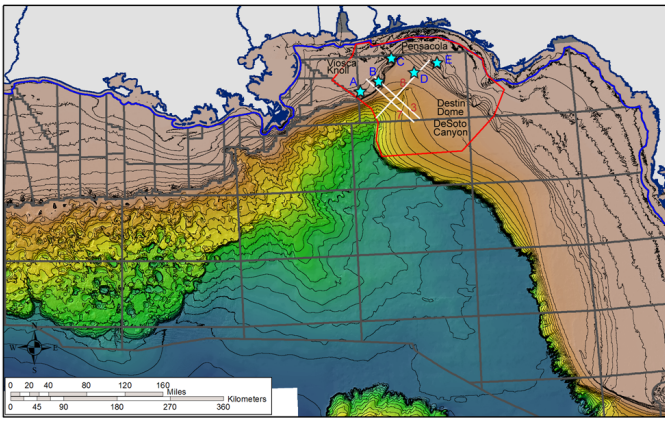 Pensacola
Viosca
Knoll
A
B
C
D
E
3
Destin
Dome
DeSoto
Canyon
N
W
E
S
0 20 40 80 120 160
Miles
Kilometers
0 45 90 180 270 360